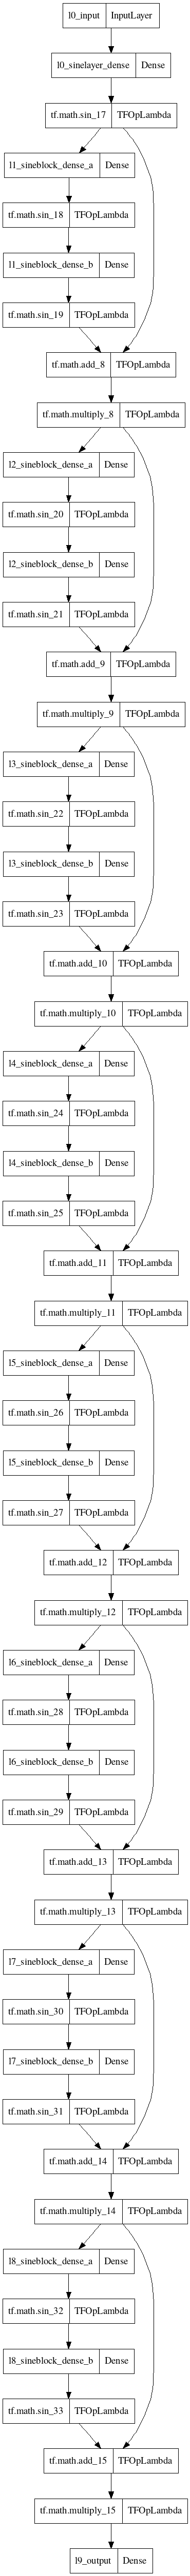 l0_input InputLayer
l0_sinelayer_dense Dense
tf.math.sin_17 TFOpLambda
l1_sineblock_dense_a Dense
tf.math.sin_18 TFOpLambda
l1_sineblock_dense_b Dense
tf.math.sin_19 TFOpLambda
tf.math.add_8 TFOpLambda
tf.math.multiply_8 TFOpLambda
l2_sineblock_dense_a Dense
tf.math.sin_20 TFOpLambda
l2_sineblock_dense_b Dense
tf.math.sin_21 TFOpLambda
tf.math.add_9 TFOpLambda
tf.math.multiply_9 TFOpLambda
l3_sineblock_dense_a Dense
tf.math.sin_22 TFOpLambda
l3_sineblock_dense_b Dense
tf.math.sin_23 TFOpLambda
tf.math.add_10 TFOpLambda
tf.math.multiply_10 TFOpLambda
l4_sineblock_dense_a Dense
tf.math.sin_24 TFOpLambda
l4_sineblock_dense_b Dense
tf.math.sin_25 TFOpLambda
tf.math.add_11 TFOpLambda
tf.math.multiply_11 TFOpLambda
l5_sineblock_dense_a Dense
tf.math.sin_26 TFOpLambda
l5_sineblock_dense_b Dense
tf.math.sin_27 TFOpLambda
tf.math.add_12 TFOpLambda
tf.math.multiply_12 TFOpLambda
l6_sineblock_dense_a Dense
tf.math.sin_28 TFOpLambda
l6_sineblock_dense_b Dense
tf.math.sin_29 TFOpLambda
tf.math.add_13 TFOpLambda
tf.math.multiply_13 TFOpLambda
l7_sineblock_dense_a Dense
tf.math.sin_30 TFOpLambda
l7_sineblock_dense_b Dense
tf.math.sin_31 TFOpLambda
tf.math.add_14 TFOpLambda
tf.math.multiply_14 TFOpLambda
l8_sineblock_dense_a Dense
tf.math.sin_32 TFOpLambda
l8_sineblock_dense_b Dense
tf.math.sin_33 TFOpLambda
tf.math.add_15 TFOpLambda
tf.math.multiply_15 TFOpLambda
l9_output Dense